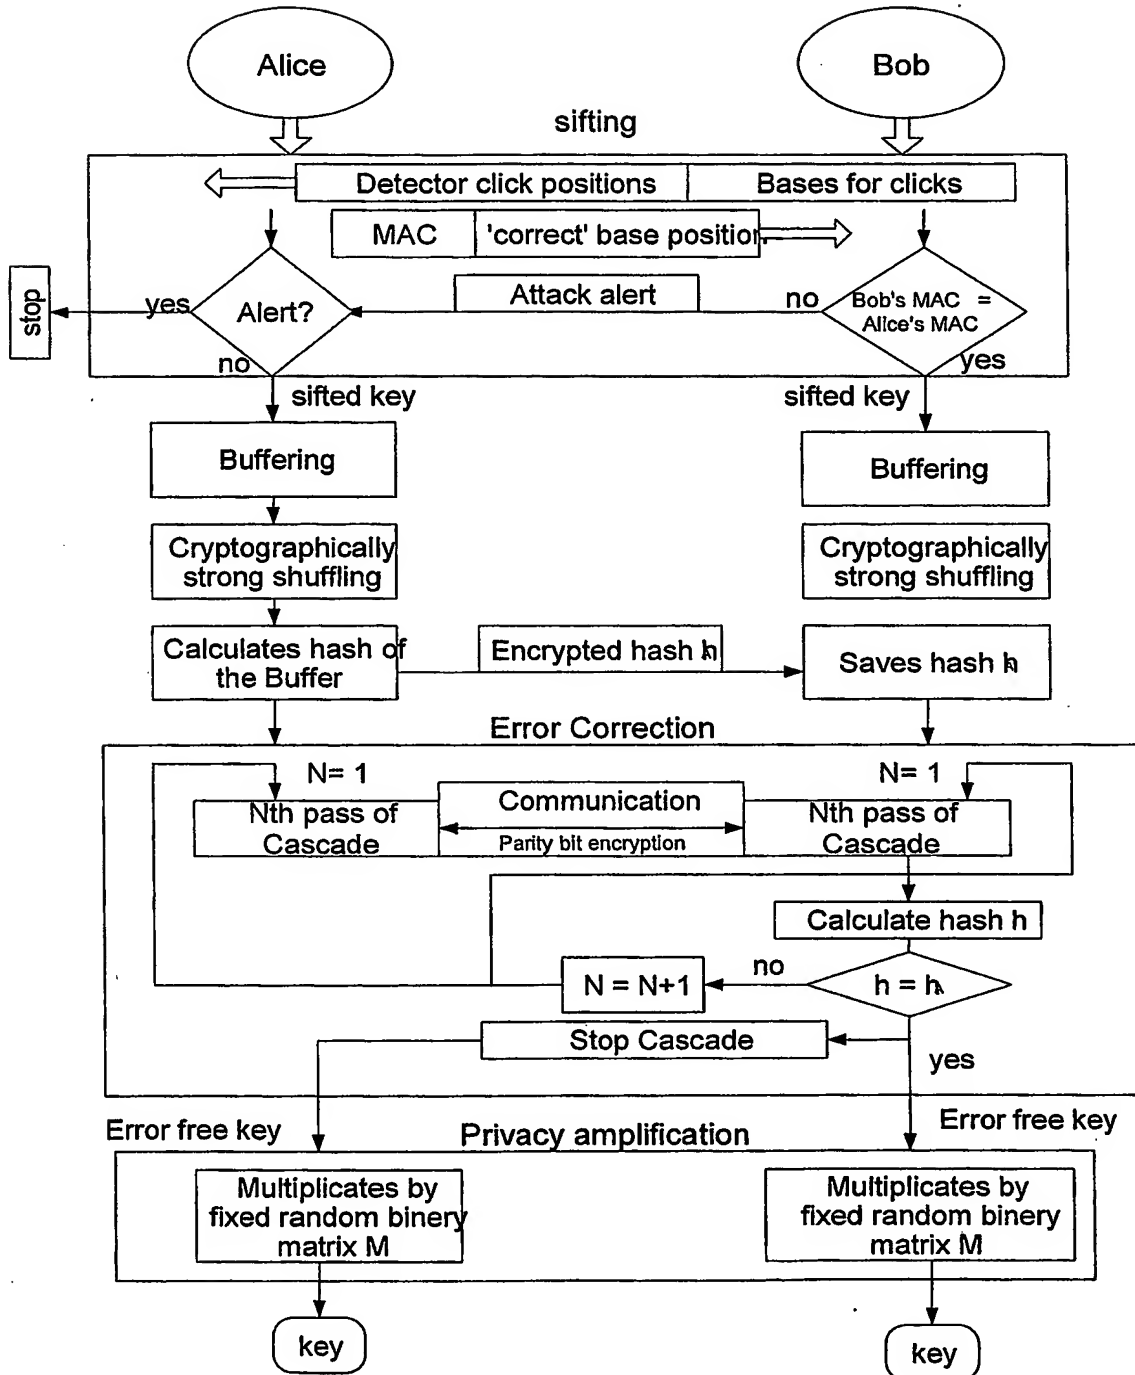 Alice
Bob
sifting
Detector click positions
Bases for clicks
MAC
'correct' base position
Attack alert
stop
yes
Alert?
no
no
Bob's MAC =
Alice's MAC
yes
sifted key
sifted key
Buffering
Buffering
Cryptographically
strong shuffling
Cryptographically
strong shuffling
Calculates hash of
the Buffer
Encrypted hash
Saves hash
Error Correction
N= 1
N= 1
Nth pass of
Cascade
Communication
Parity bit encryption
Nth pass of
Cascade
Calculate hash h
N = N+1
no
h =
Stop Cascade
yes
Error free key
Error free key
Privacy amplification
Multiplicates by
fixed random binery
matrix M
Multiplicates by
fixed random binery
matrix M
key
key